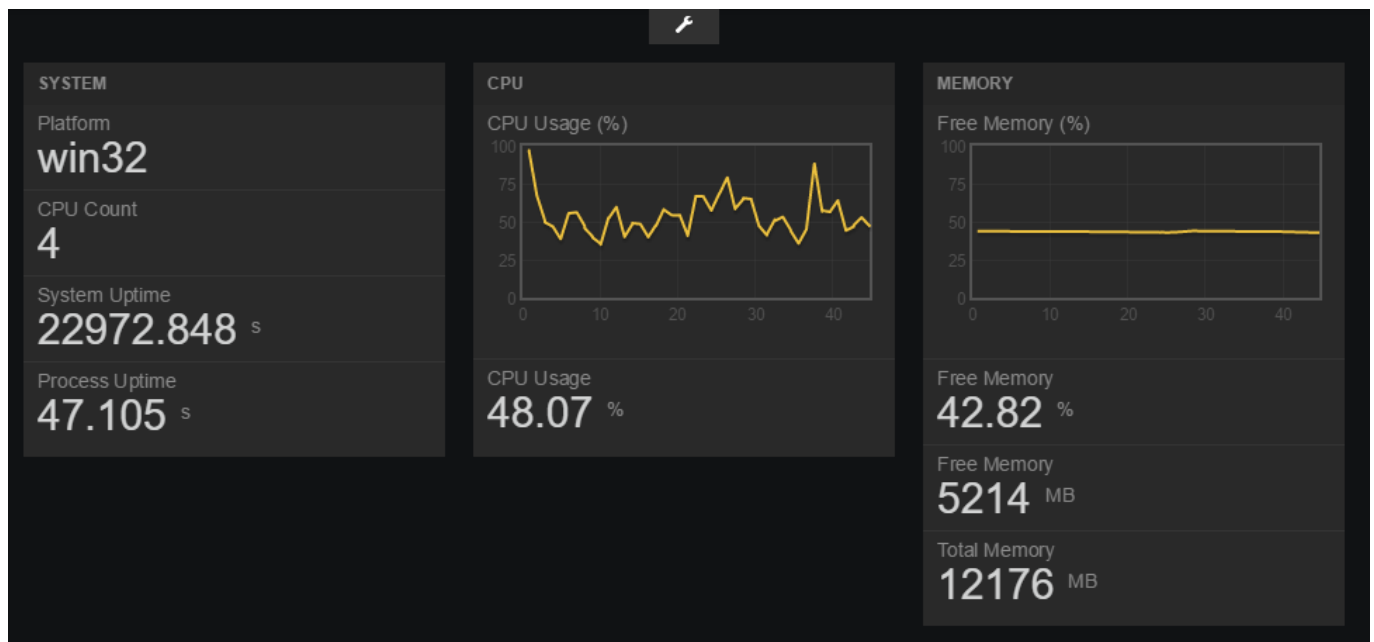 SYSTEM
Platform
win32
CPU Count
4
System Uptime
22972.848 s
Process Uptime
47.105 s
CPU
CPU Usage (%)
100
75
50
25
0
0 10 20 30 40
CPU Usage
48.07 %
MEMORY
Free Memory (%)
100
75
50
25
0
0 10 20 30 40
Free Memory
42.82 %
Free Memory
5214 MB
Total Memory
12176 MB